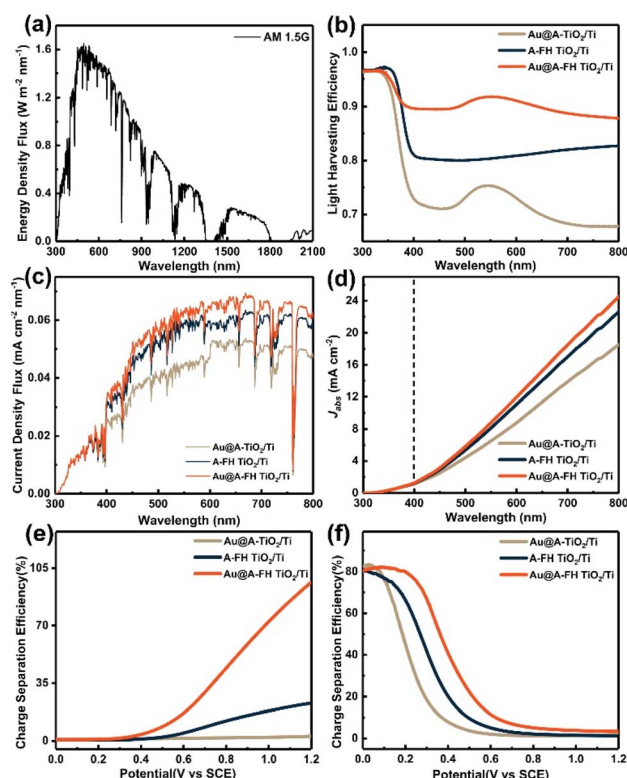 (a)
AM 1.5G
Energy Density Flux (W m⁻² nm⁻¹)
1.6
1.2
0.8
0.4
0.0
300 600 900 1200 1500 1800 2100
Wavelength (nm)
(b)
Au@A-TiO₂/Ti
A-FH TiO₂/Ti
Au@A-FH TiO₂/Ti
Light Harvesting Efficiency
1.0
0.9
0.8
0.7
300 400 500 600 700 800
Wavelength (nm)
(c)
Current Density Flux (mA cm⁻² nm⁻¹)
0.06
0.04
0.02
0.00
Au@A-TiO₂/Ti
A-FH TiO₂/Ti
Au@A-FH TiO₂/Ti
300 400 500 600 700 800
Wavelength (nm)
(d)
J_abs (mA cm⁻²)
24
20
16
12
8
4
0
Au@A-TiO₂/Ti
A-FH TiO₂/Ti
Au@A-FH TiO₂/Ti
300 400 500 600 700 800
Wavelength (nm)
(e)
Au@A-TiO₂/Ti
A-FH TiO₂/Ti
Au@A-FH TiO₂/Ti
Charge Separation Efficiency(%)
105
70
35
0
0.0 0.2 0.4 0.6 0.8 1.0 1.2
Potential(V vs SCE)
(f)
Au@A-TiO₂/Ti
A-FH TiO₂/Ti
Au@A-FH TiO₂/Ti
Charge Separation Efficiency(%)
100
80
60
40
20
0
0.0 0.2 0.4 0.6 0.8 1.0 1.2
Potential(V vs SCE)